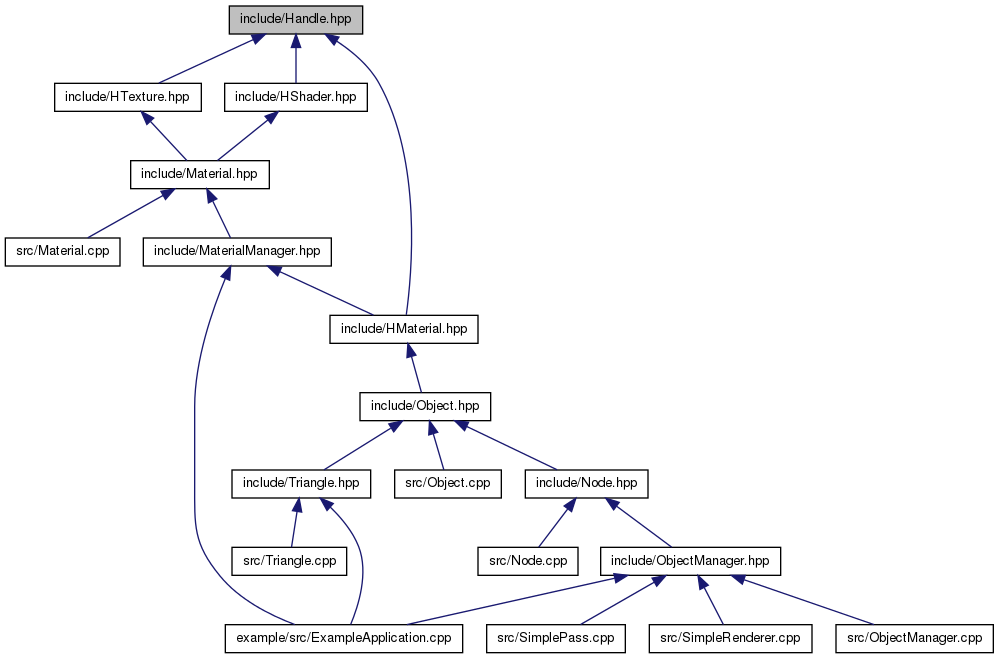 include/Handle.hpp
include/HTexture.hpp
include/HShader.hpp
include/Material.hpp
src/Material.cpp
include/MaterialManager.hpp
include/HMaterial.hpp
include/Object.hpp
include/Triangle.hpp
src/Object.cpp
include/Node.hpp
src/Triangle.cpp
src/Node.cpp
include/ObjectManager.hpp
example/src/ExampleApplication.cpp
src/SimplePass.cpp
src/SimpleRenderer.cpp
src/ObjectManager.cpp